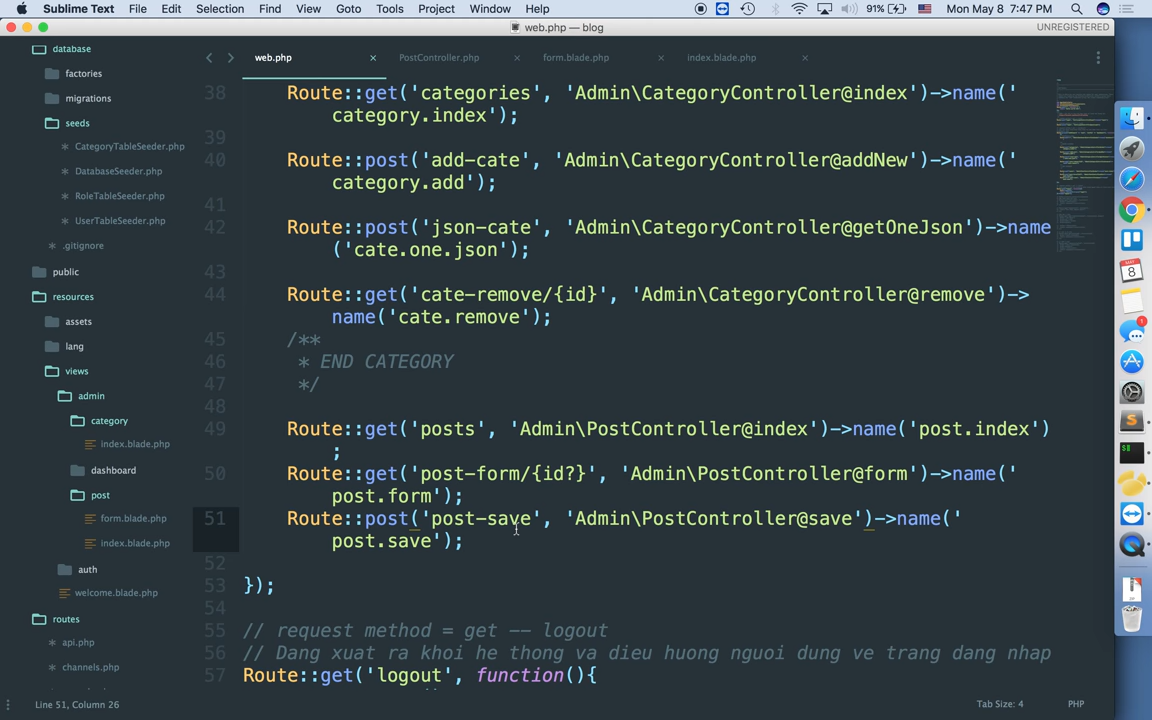 Sublime Text File Edit Selection Find View Goto Tools Project Window Help 91% Mon May 8 7:47 PM
web.php — blog UNREGISTERED
database
factories
migrations
seeds
CategoryTableSeeder.php
DatabaseSeeder.php
RoleTableSeeder.php
UserTableSeeder.php
.gitignore
public
resources
assets
lang
views
admin
category
index.blade.php
dashboard
post
form.blade.php
index.blade.php
auth
welcome.blade.php
routes
api.php
channels.php
web.php × PostController.php × form.blade.php × index.blade.php ×
38 Route::get('categories', 'Admin\CategoryController@index')->name('
category.index');
39
40 Route::post('add-cate', 'Admin\CategoryController@addNew')->name('
category.add');
41
42 Route::post('json-cate', 'Admin\CategoryController@getOneJson')->name
('cate.one.json');
43
44 Route::get('cate-remove/{id}', 'Admin\CategoryController@remove')->
name('cate.remove');
45 /**
46 * END CATEGORY
47 */
48
49 Route::get('posts', 'Admin\PostController@index')->name('post.index')
;
50 Route::get('post-form/{id?}', 'Admin\PostController@form')->name('
post.form');
51 Route::post('post-save', 'Admin\PostController@save')->name('
post.save');
52
53 });
54
55 // request method = get -- logout
56 // Dang xuat ra khoi he thong va dieu huong nguoi dung ve trang dang nhap
57 Route::get('logout', function(){
MAY
8
1
Line 51, Column 26 Tab Size: 4 PHP